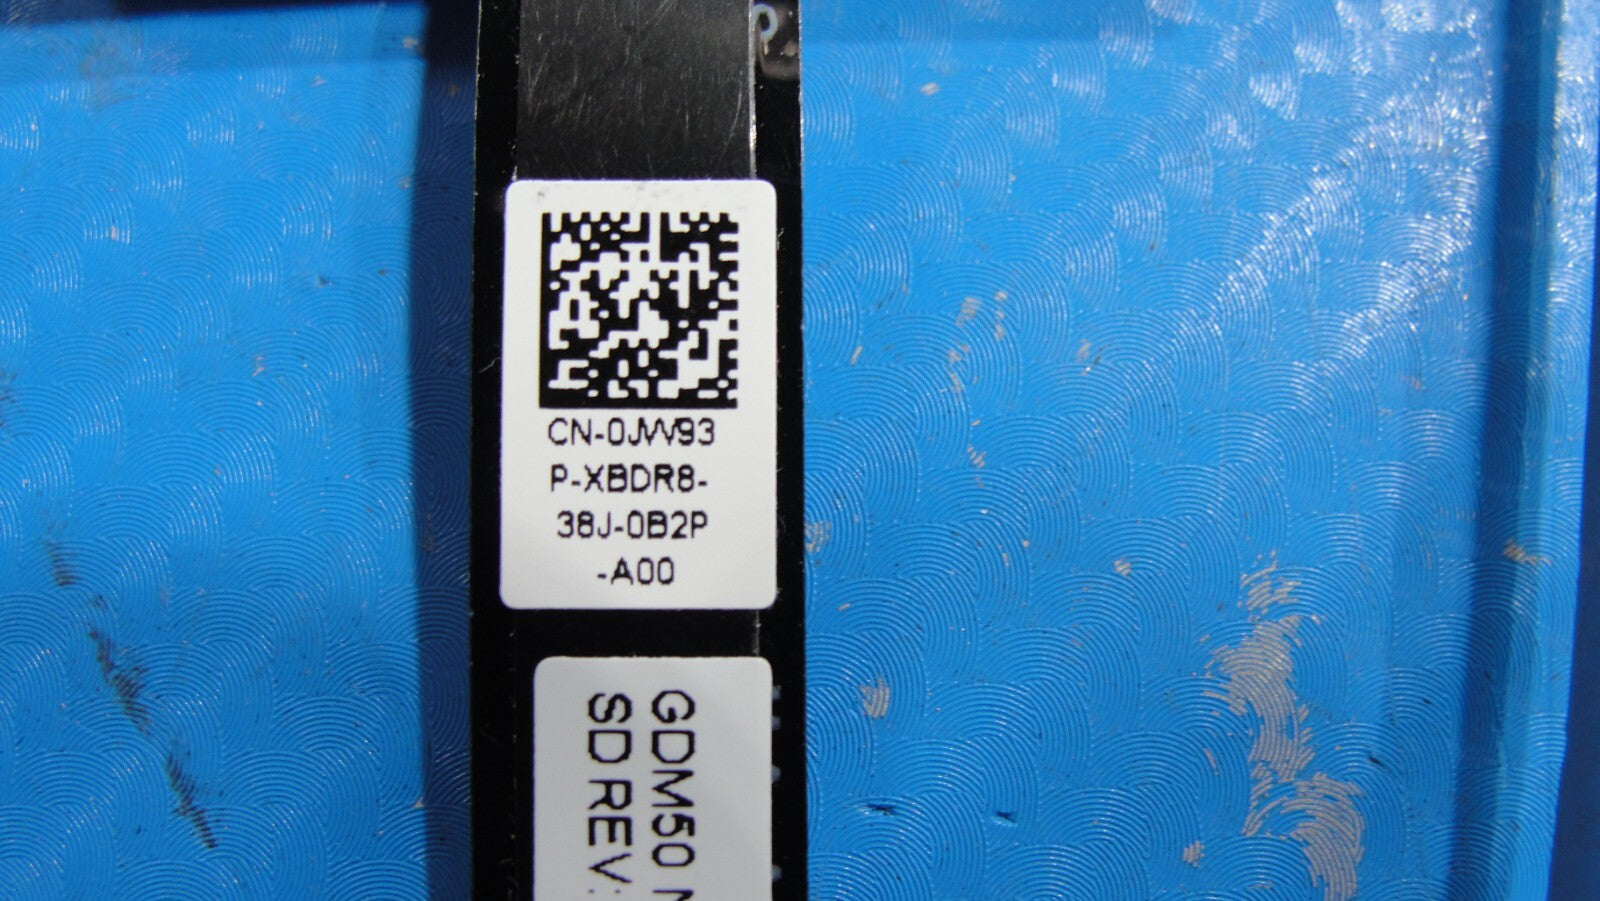 CN-0JVV93
P-XBDR8-
38J-0B2P
-A00
GDM50
SD REV: